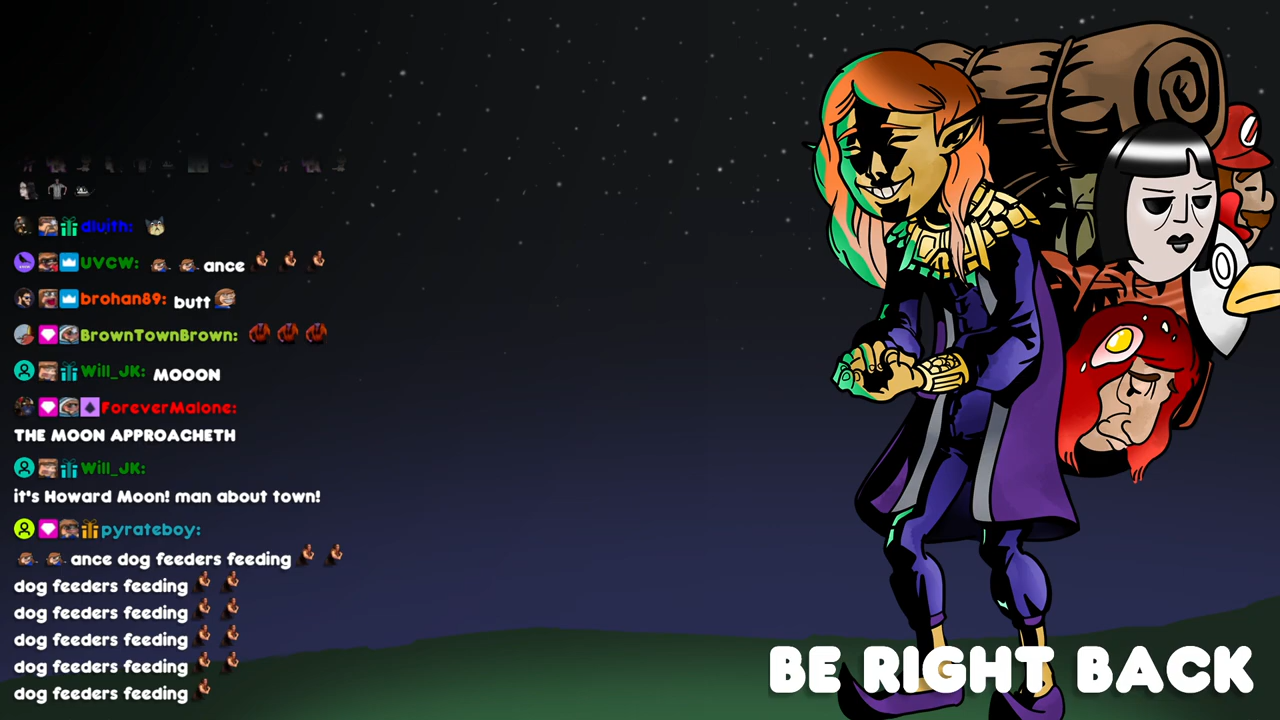 dlujth:
UVCW: ance
brohan89: butt
BrownTownBrown:
Will_JK: MOOON
ForeverMalone:
THE MOON APPROACHETH
Will_JK:
it's Howard Moon! man about town!
pyrateboy:
ance dog feeders feeding
dog feeders feeding
dog feeders feeding
dog feeders feeding
dog feeders feeding
dog feeders feeding
BE RIGHT BACK